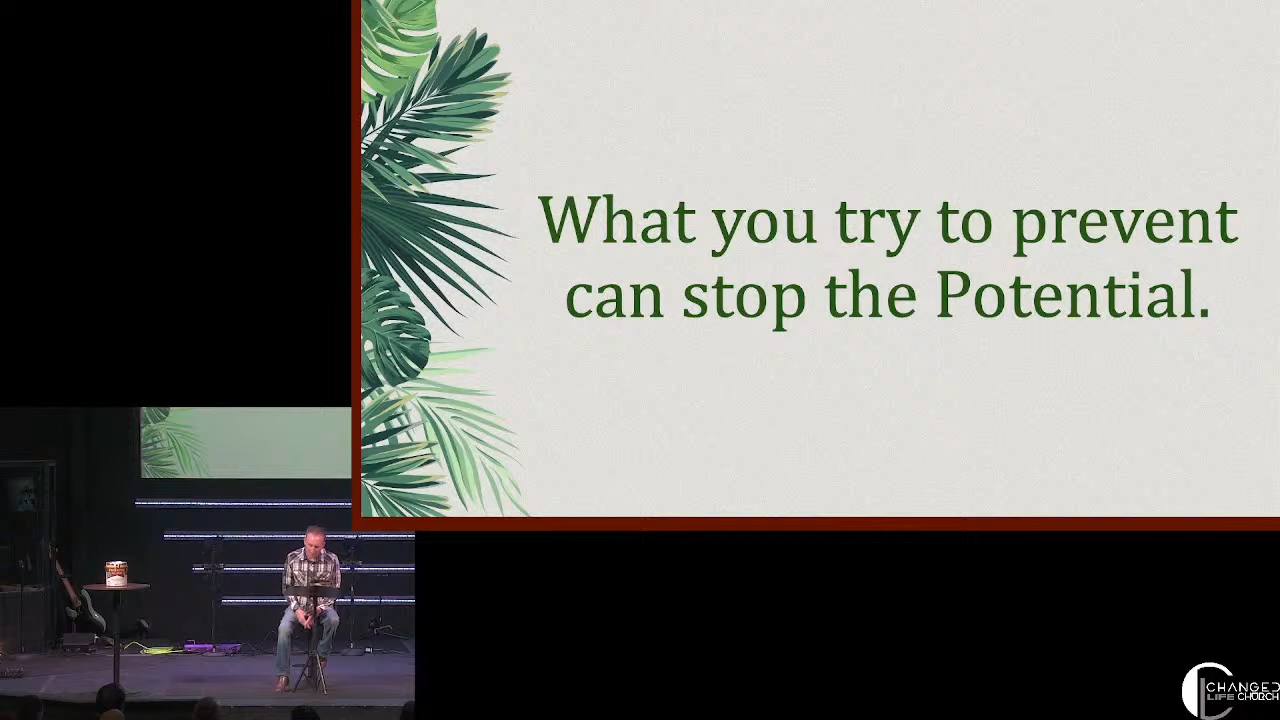 What you try to prevent
can stop the Potential.
CHANGED
LIFE CHURCH